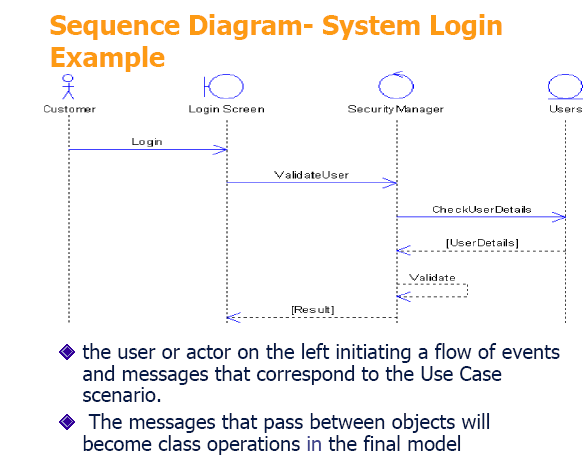 Sequence Diagram- System Login
Example
Customer
Login Screen
SecurityManager
Users
Login
ValidateUser
CheckUserDetails
[UserDetails]
Validate
[Result]
the user or actor on the left initiating a flow of events
and messages that correspond to the Use Case
scenario.
The messages that pass between objects will
become class operations in the final model